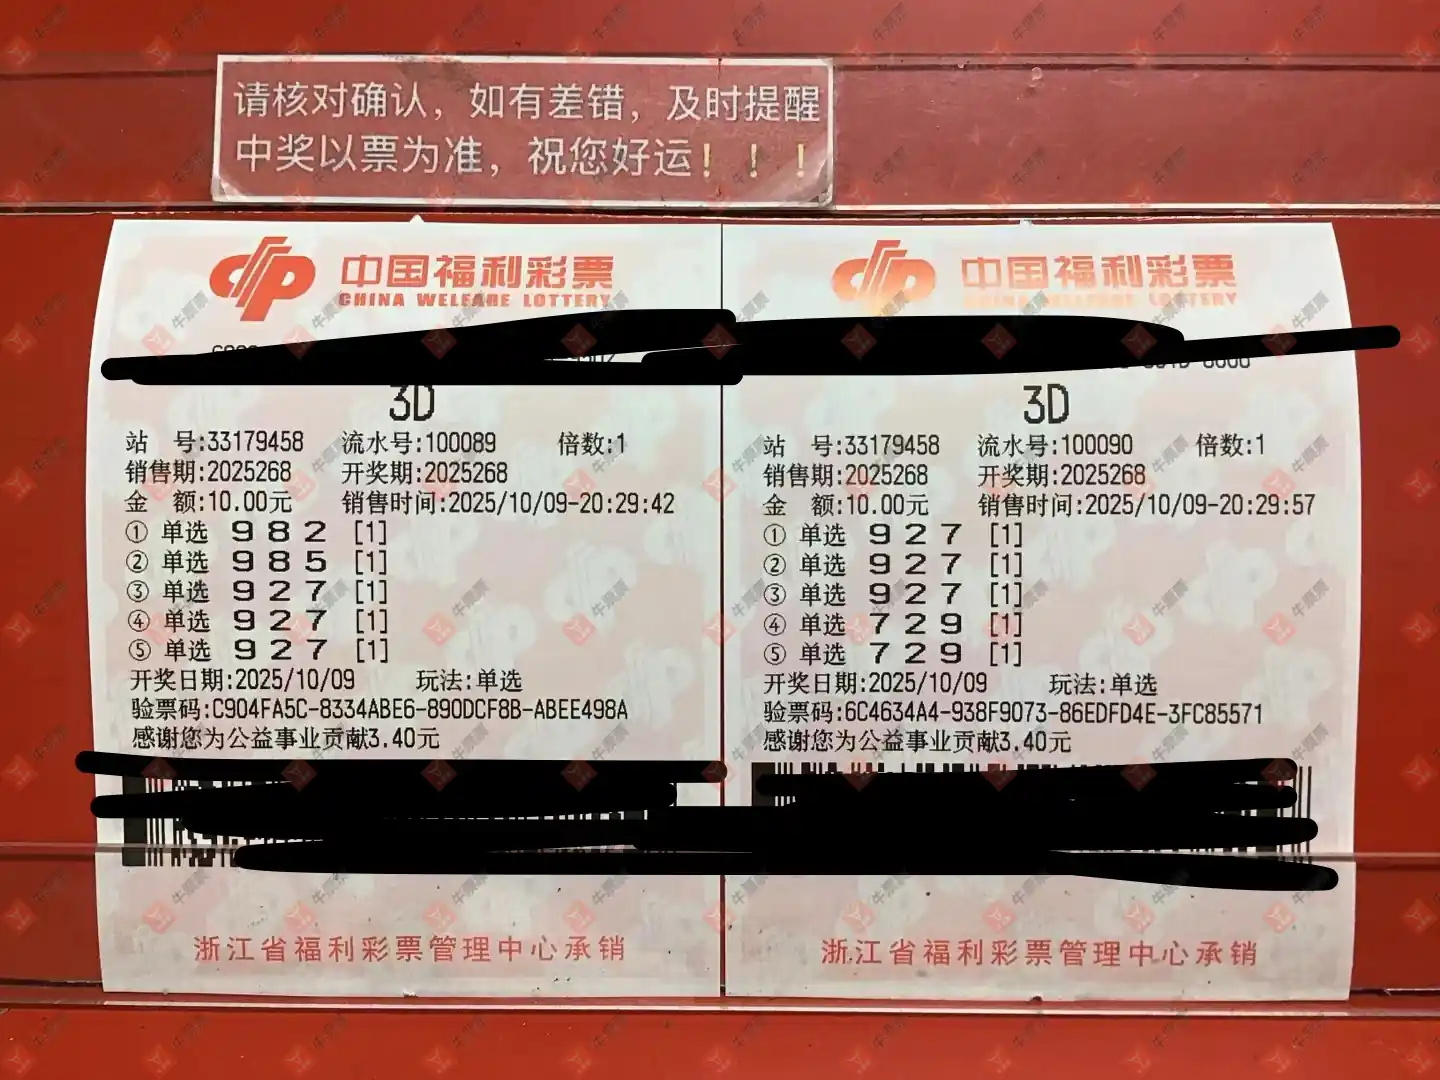 请核对确认，如有差错，及时提醒
中奖以票为准，祝您好运！！！
中国福利彩票
CHINA WELFARE LOTTERY
3D
站 号:33179458 流水号:100089 倍数:1
销售期:2025268 开奖期:2025268
金 额:10.00元 销售时间:2025/10/09-20:29:42
① 单选 9 8 2 [1]
② 单选 9 8 5 [1]
③ 单选 9 2 7 [1]
④ 单选 9 2 7 [1]
⑤ 单选 9 2 7 [1]
开奖日期:2025/10/09 玩法:单选
验票码:C904FA5C-8334ABE6-890DCF8B-ABEE498A
感谢您为公益事业贡献3.40元
浙江省福利彩票管理中心承销
中国福利彩票
CHINA WELFARE LOTTERY
3D
站 号:33179458 流水号:100090 倍数:1
销售期:2025268 开奖期:2025268
金 额:10.00元 销售时间:2025/10/09-20:29:57
① 单选 9 2 7 [1]
② 单选 9 2 7 [1]
③ 单选 9 2 7 [1]
④ 单选 7 2 9 [1]
⑤ 单选 7 2 9 [1]
开奖日期:2025/10/09 玩法:单选
验票码:6C4634A4-938F9073-86EDFD4E-3FC85571
感谢您为公益事业贡献3.40元
浙江省福利彩票管理中心承销
牛票票